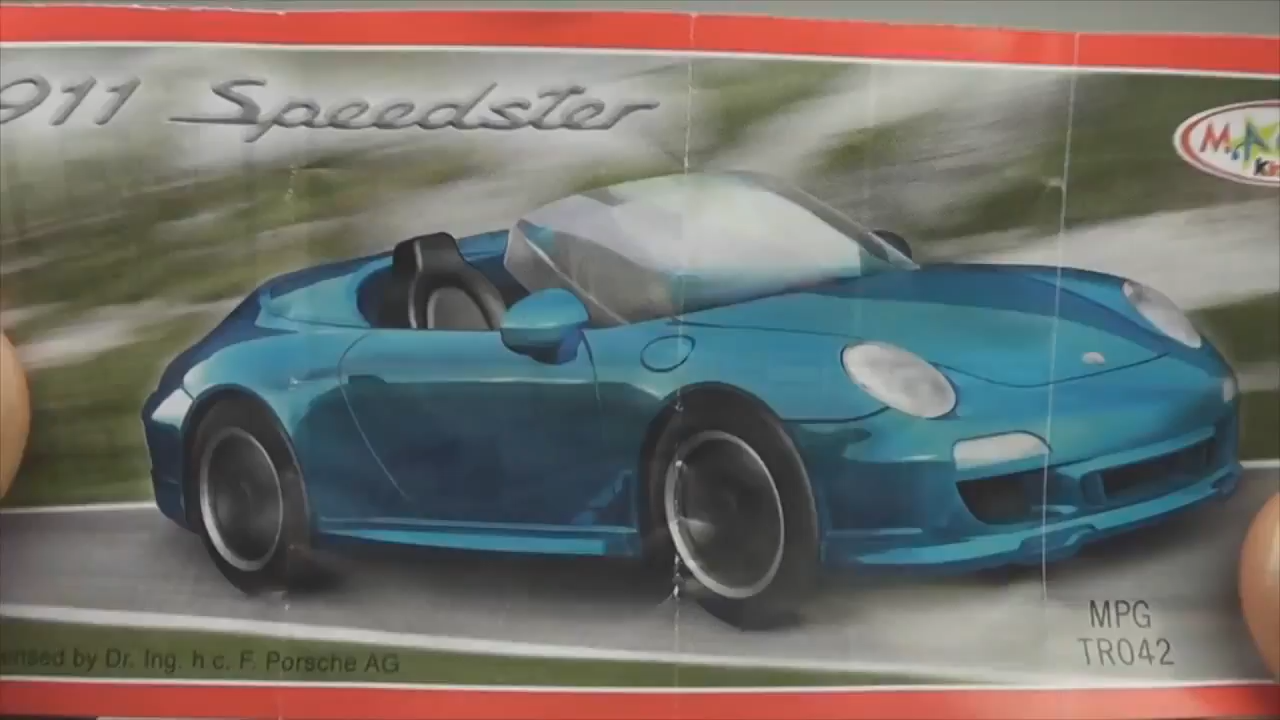 911 Speedster
MPG
TR042
ensed by Dr. Ing. h c. F. Porsche AG